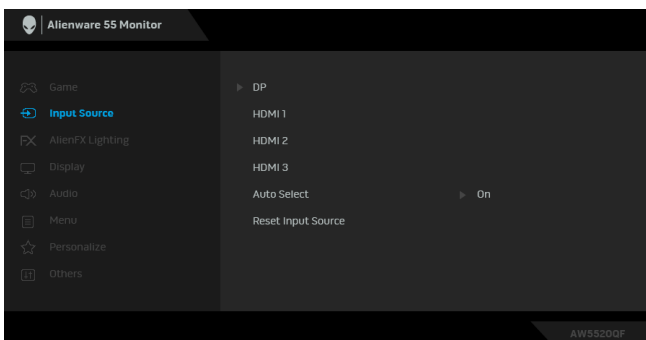 Alienware 55 Monitor
Game
Input Source
FX AlienFX Lighting
Display
Audio
Menu
Personalize
Others
DP
HDMI 1
HDMI 2
HDMI 3
Auto Select On
Reset Input Source
AW5520QF